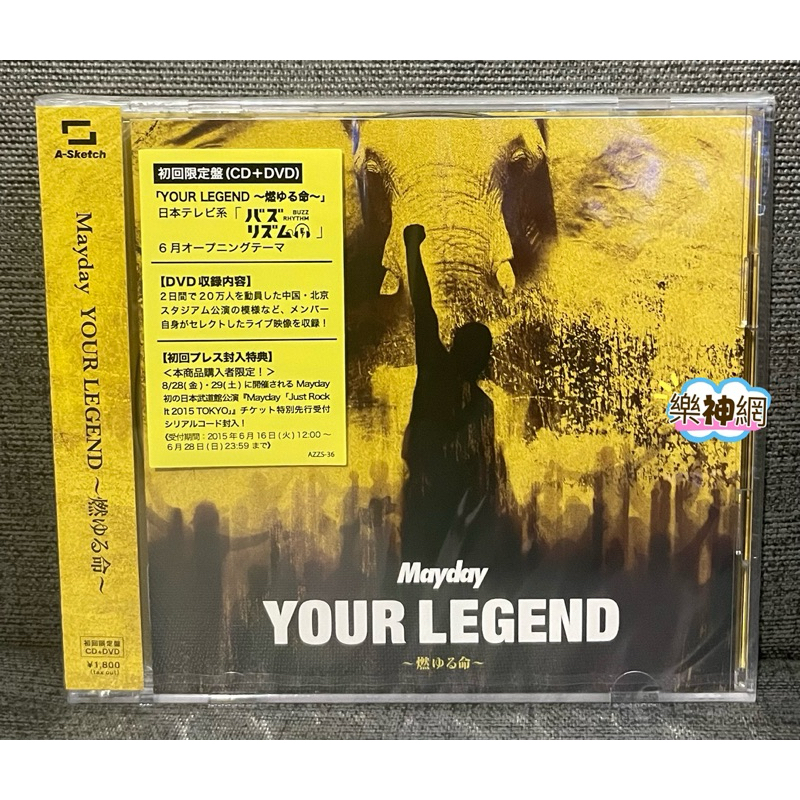 A-Sketch
Mayday YOUR LEGEND ～燃ゆる命～
初回限定盤
CD+DVD
¥1,800
(tax out)
初回限定盤(CD+DVD)
「YOUR LEGEND ～燃ゆる命～」
日本テレビ系「バズリズム BUZZ RHYTHM」
6月オープニングテーマ
【DVD収録内容】
2日間で20万人を動員した中国・北京
スタジアム公演の模様など、メンバー
自身がセレクトしたライブ映像を収録！
【初回プレス封入特典】
＜本商品購入者限定！＞
8/28(金)・29(土)に開催される Mayday
初の日本武道館公演『Mayday「Just Rock
It 2015 TOKYO」』チケット特別先行受付
シリアルコード封入！
(受付期間：2015年6月16日(火)12:00～
6月28日(日)23:59まで)
AZZS-36
樂神網
Mayday
YOUR LEGEND
～燃ゆる命～